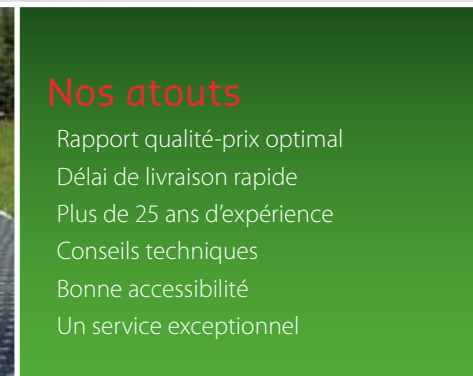 Nos atouts
Rapport qualité-prix optimal
Délai de livraison rapide
Plus de 25 ans d’expérience
Conseils techniques
Bonne accessibilité
Un service exceptionnel